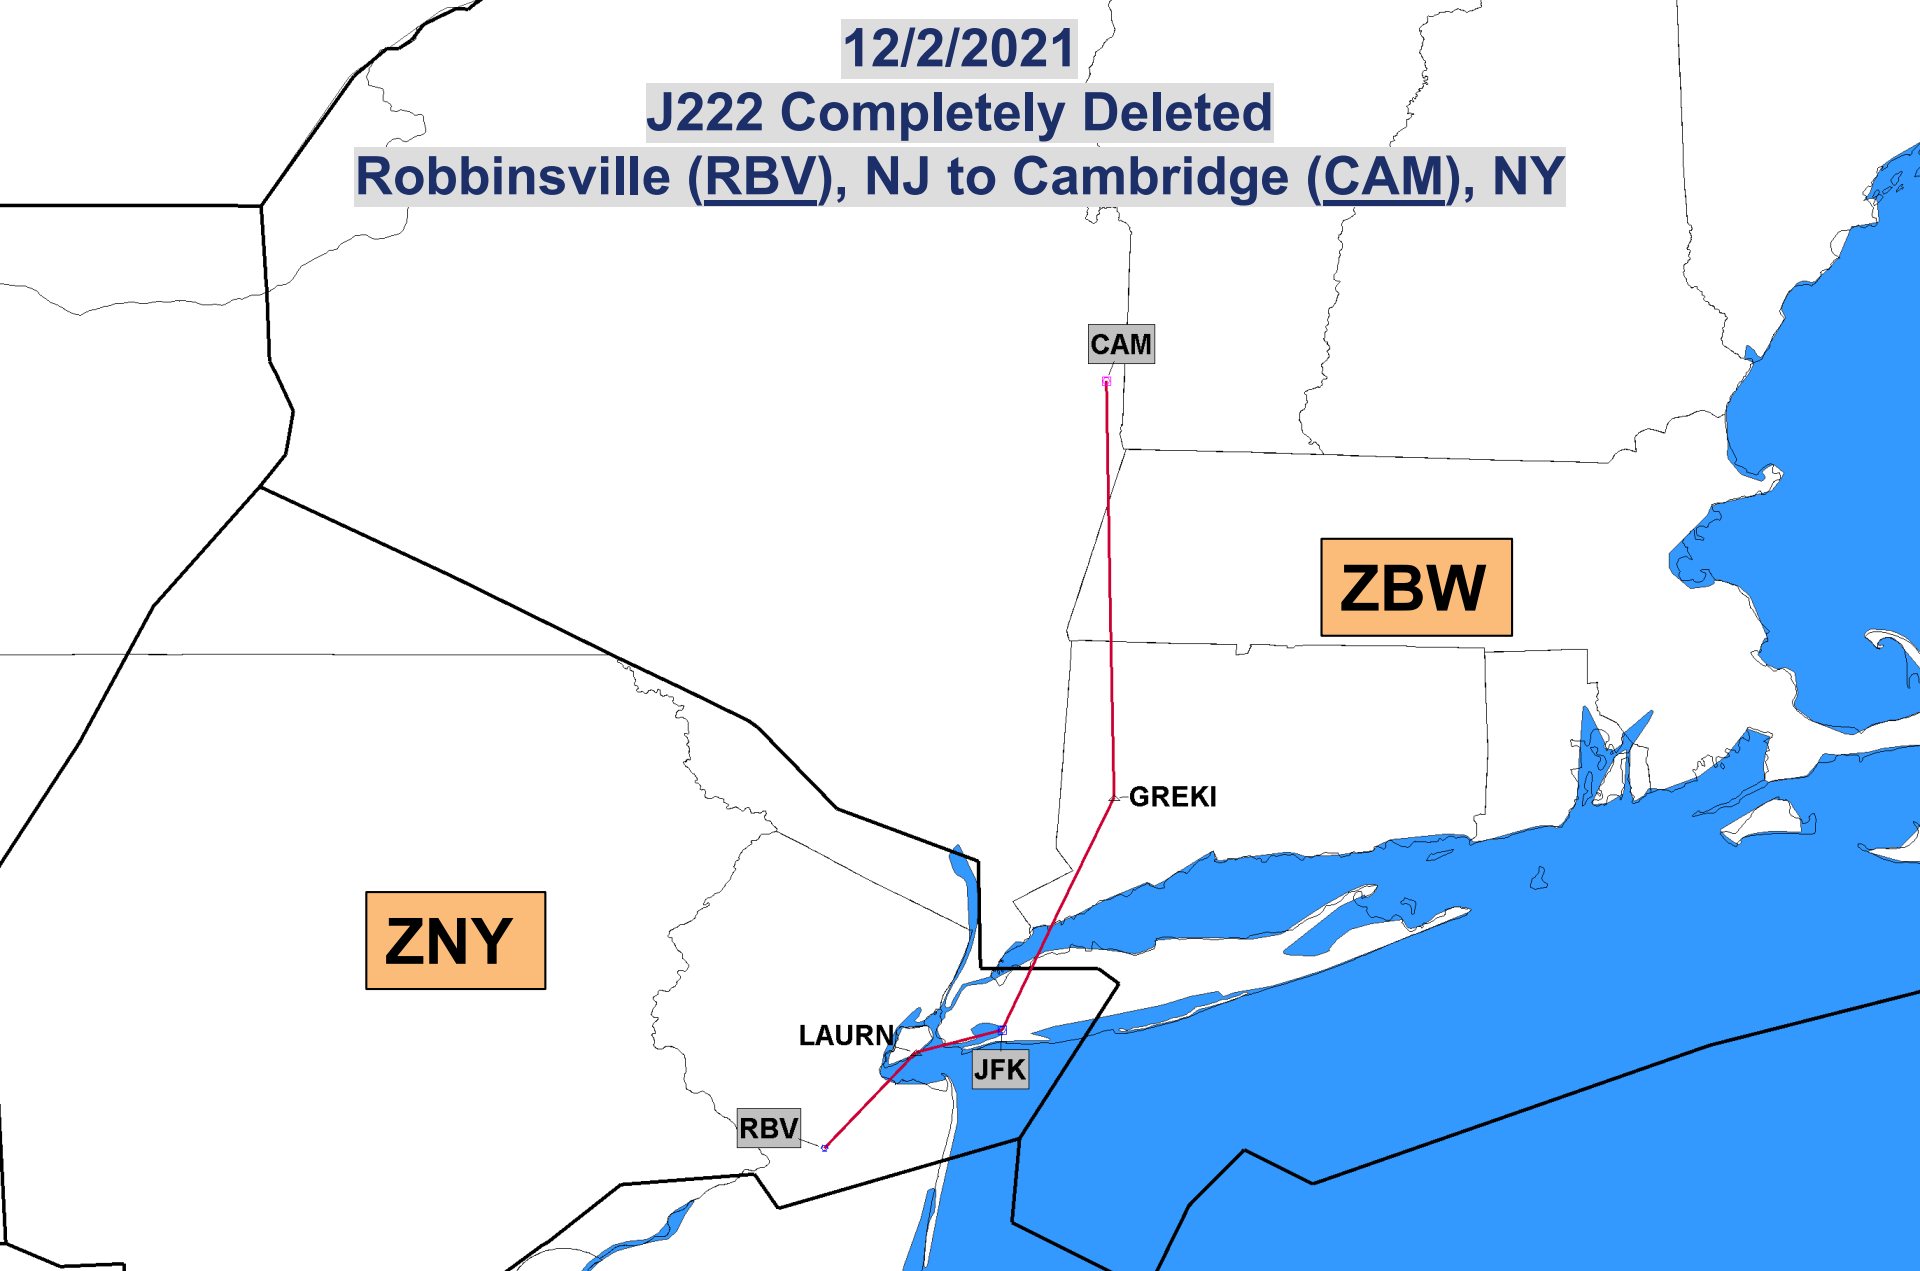 12/2/2021
J222 Completely Deleted
Robbinsville (RBV), NJ to Cambridge (CAM), NY
CAM
ZBW
GREKI
ZNY
LAURN
JFK
RBV